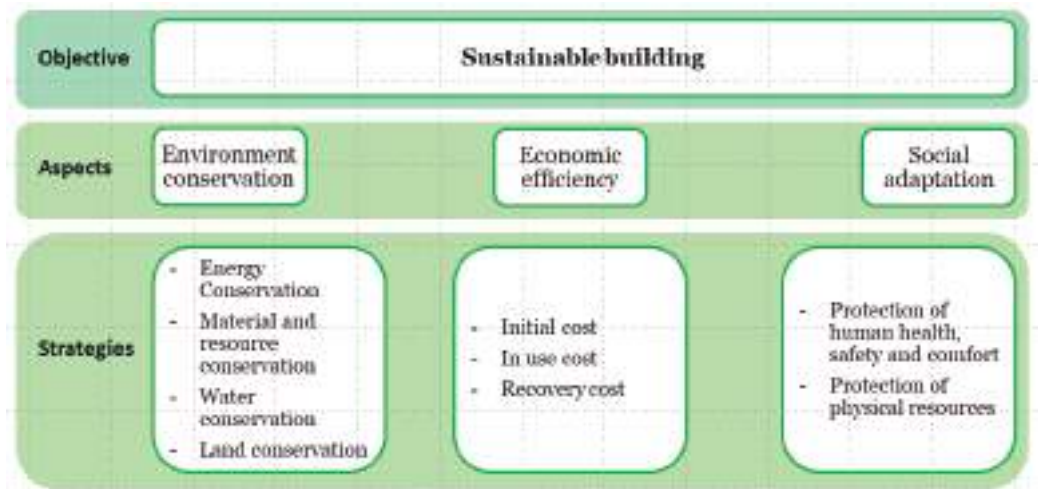 Objective
Sustainable building
Aspects
Environment
conservation
Economic
efficiency
Social
adaptation
Strategies
- Energy
Conservation
- Material and
resource
conservation
- Water
conservation
- Land conservation
- Initial cost
- In use cost
- Recovery cost
- Protection of
human health,
safety and comfort
- Protection of
physical resources